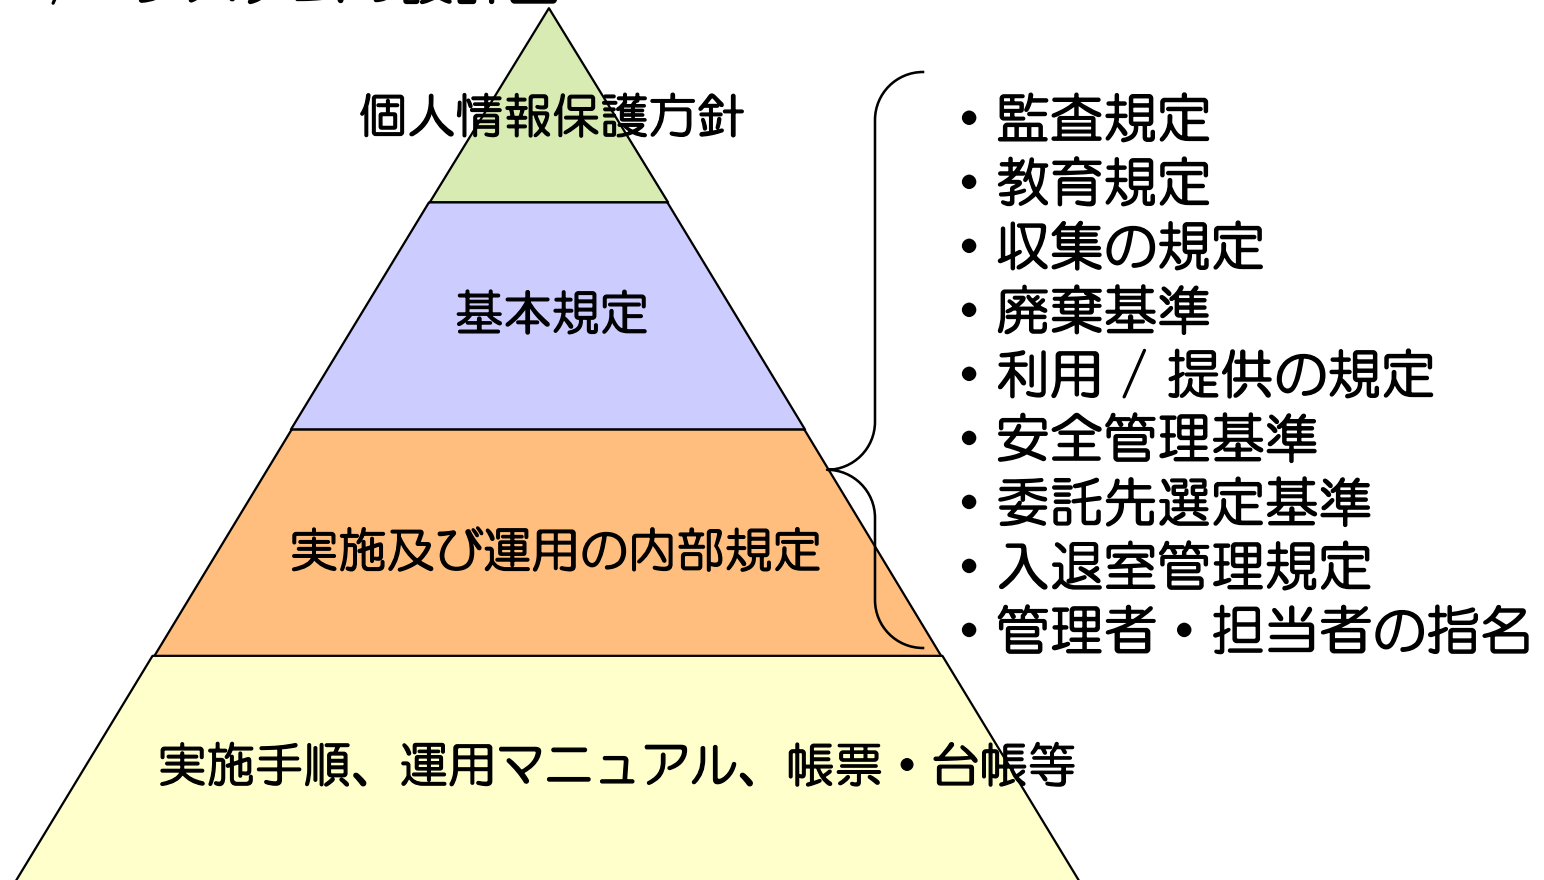 個人情報保護方針
基本規定
実施及び運用の内部規定
実施手順、運用マニュアル、帳票・台帳等
・監査規定
・教育規定
・収集の規定
・廃棄基準
・利用 / 提供の規定
・安全管理基準
・委託先選定基準
・入退室管理規定
・管理者・担当者の指名